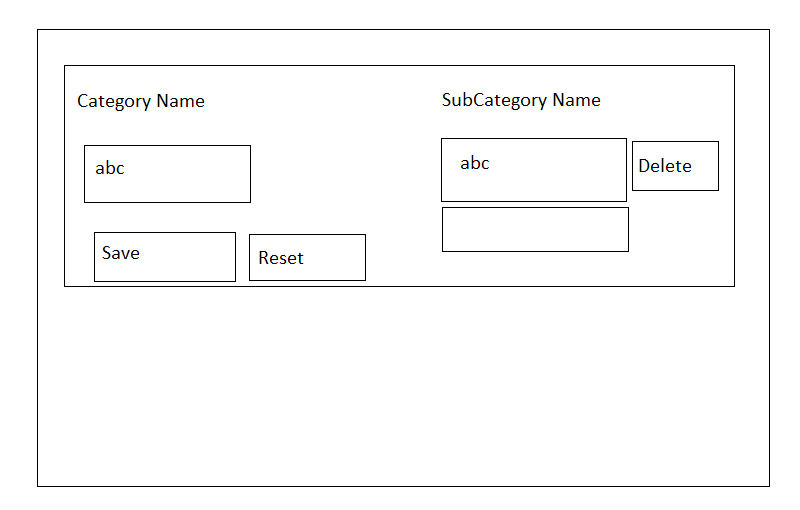 Category Name
SubCategory Name
abc
abc
Delete
Save
Reset